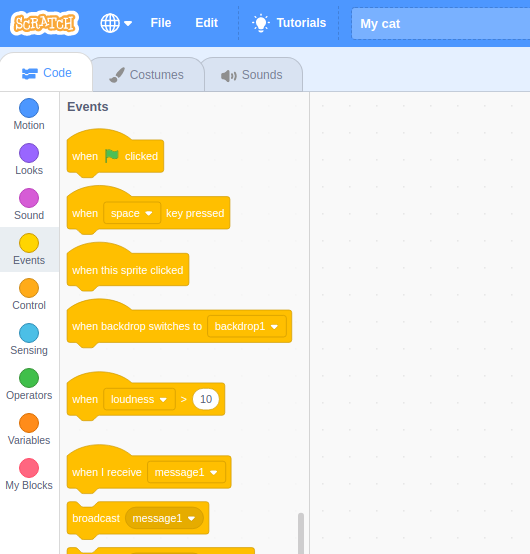 SCRATCH File Edit Tutorials My cat
Code Costumes Sounds
Motion
Looks
Sound
Events
Control
Sensing
Operators
Variables
My Blocks
Events
when clicked
when space key pressed
when this sprite clicked
when backdrop switches to backdrop1
when loudness > 10
when I receive message1
broadcast message1